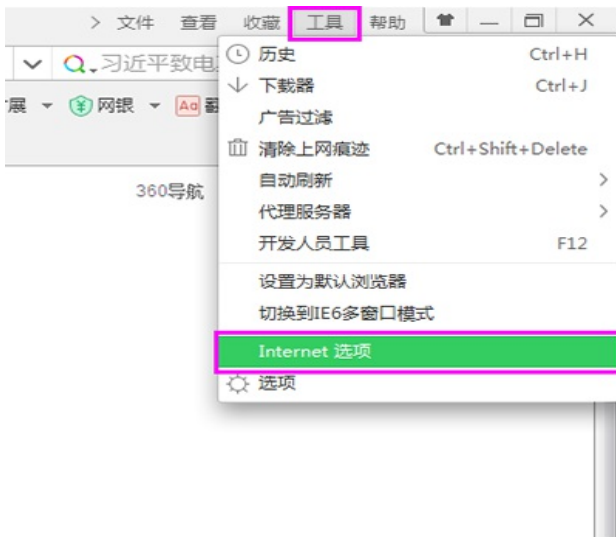 文件 查看 收藏 工具 帮助
习近平致电
展 网银 Aa 翻
360导航
历史 Ctrl+H
下载器 Ctrl+J
广告过滤
清除上网痕迹 Ctrl+Shift+Delete
自动刷新
代理服务器
开发人员工具 F12
设置为默认浏览器
切换到IE6多窗口模式
Internet 选项
选项